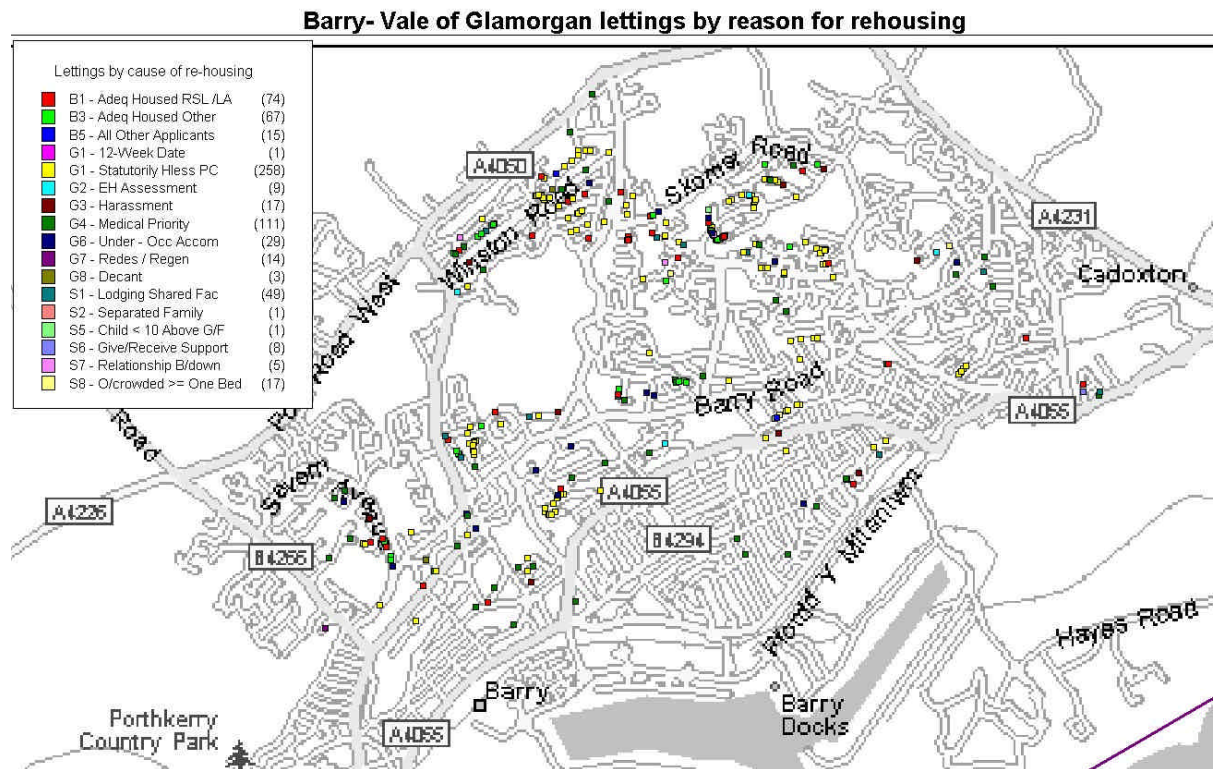 Barry- Vale of Glamorgan lettings by reason for rehousing
Lettings by cause of re-housing
B1 - Adeq Housed RSL /LA (74)
B3 - Adeq Housed Other (67)
B5 - All Other Applicants (15)
G1 - 12-Week Date (1)
G1 - Statutorily Hless PC (258)
G2 - EH Assessment (9)
G3 - Harassment (17)
G4 - Medical Priority (111)
G6 - Under - Occ Accom (29)
G7 - Redes / Regen (14)
G8 - Decant (3)
S1 - Lodging Shared Fac (49)
S2 - Separated Family (1)
S5 - Child < 10 Above G/F (1)
S6 - Give/Receive Support (8)
S7 - Relationship B/down (5)
S8 - O/crowded >= One Bed (17)
A4050
Skomer Road
A4231
Winston Road
Cadoxton
Road West
Barry Road
A4055
Road
A4055
A4226
B4294
B4266
Ffordd Y Mileniwm
Hayes Road
Barry
Barry
Docks
Porthkerry
Country Park
A4055